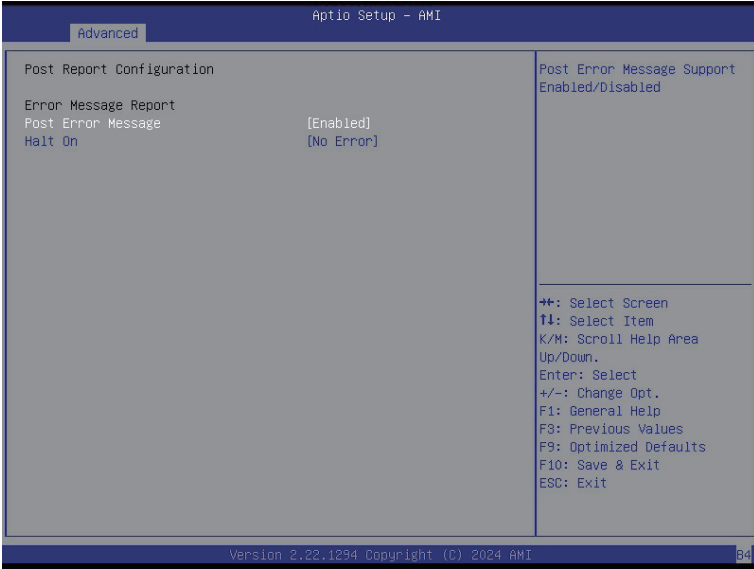 Aptio Setup – AMI
Advanced
Post Report Configuration
Error Message Report
Post Error Message [Enabled]
Halt On [No Error]
Post Error Message Support
Enabled/Disabled
→←: Select Screen
↑↓: Select Item
K/M: Scroll Help Area
Up/Down.
Enter: Select
+/-: Change Opt.
F1: General Help
F3: Previous Values
F9: Optimized Defaults
F10: Save & Exit
ESC: Exit
Version 2.22.1294 Copyright (C) 2024 AMI
B4